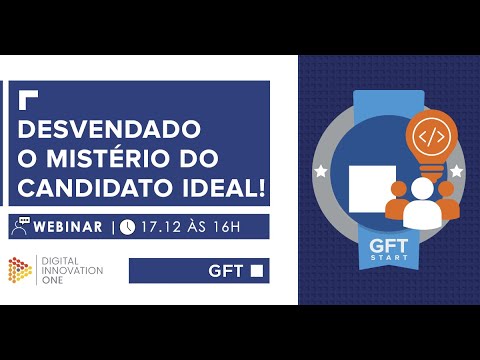 DESVENDADO
O MISTÉRIO DO
CANDIDATO IDEAL!
WEBINAR | 17.12 ÀS 16H
DIGITAL
INNOVATION
ONE
GFT
</>
GFT
START